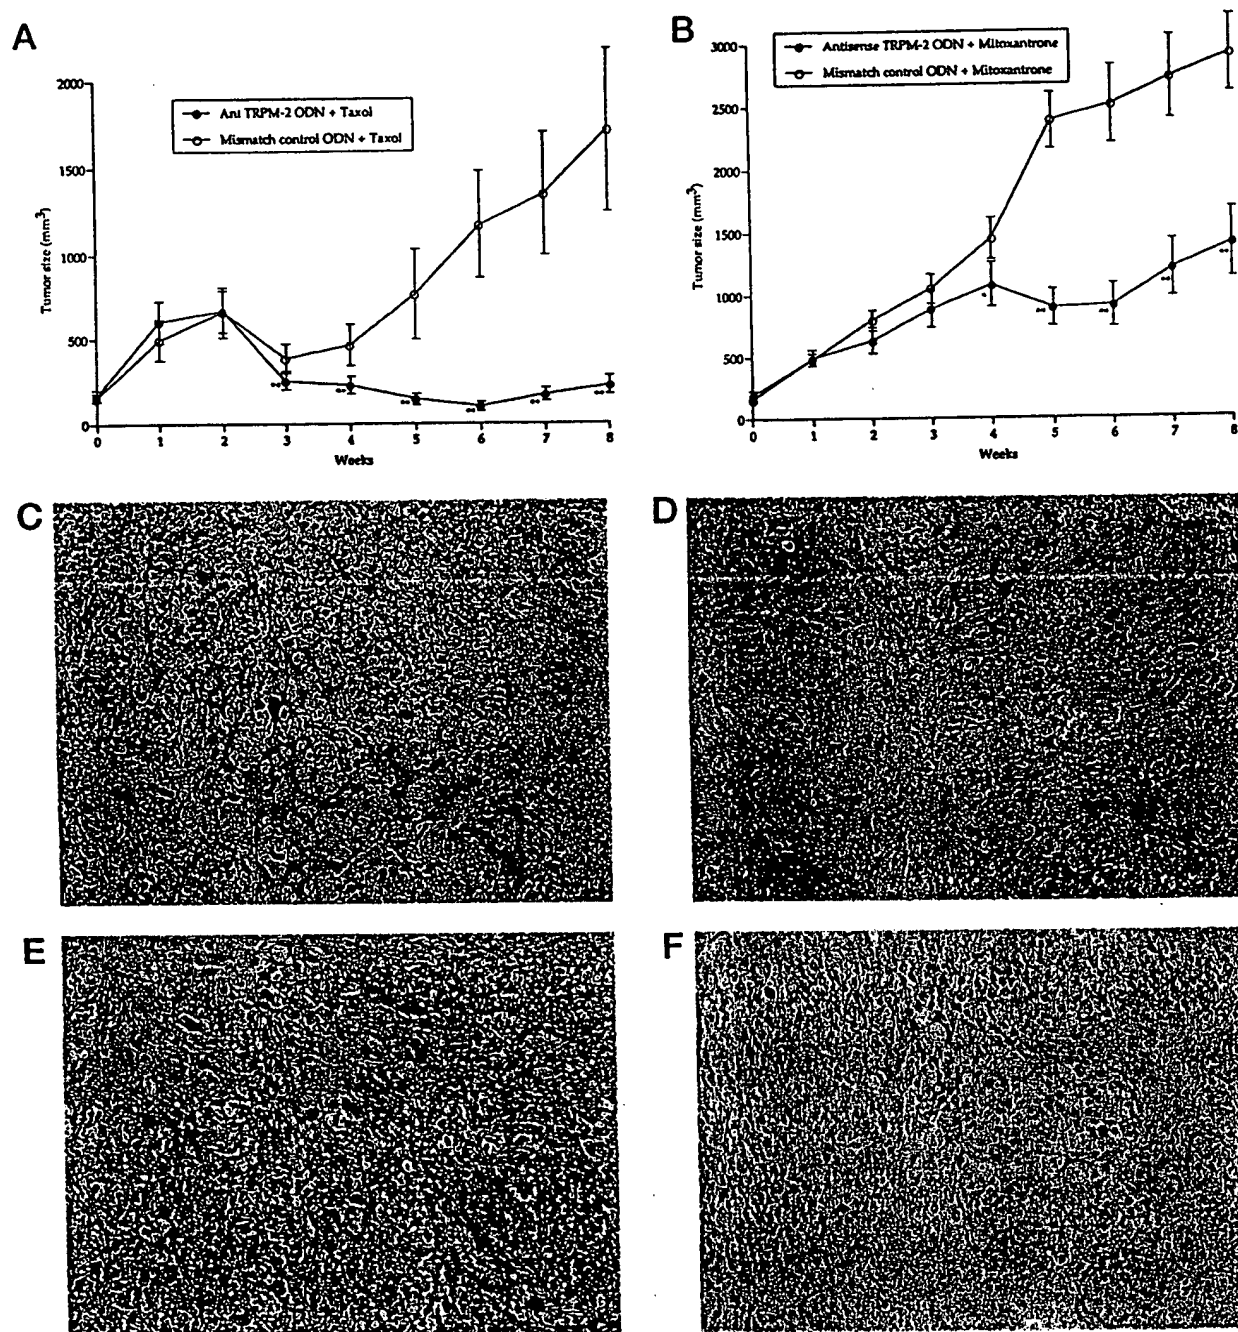 A
Ani TRPM-2 ODN + Taxol
Mismatch control ODN + Taxol
2000
1500
1000
500
0
Tumor size (mm³)
0 1 2 3 4 5 6 7 8
Weeks
B
Antisense TRPM-2 ODN + Mitoxantrone
Mismatch control ODN + Mitoxantrone
3000
2500
2000
1500
1000
500
0
Tumor size (mm³)
0 1 2 3 4 5 6 7 8
Weeks
C
D
E
F